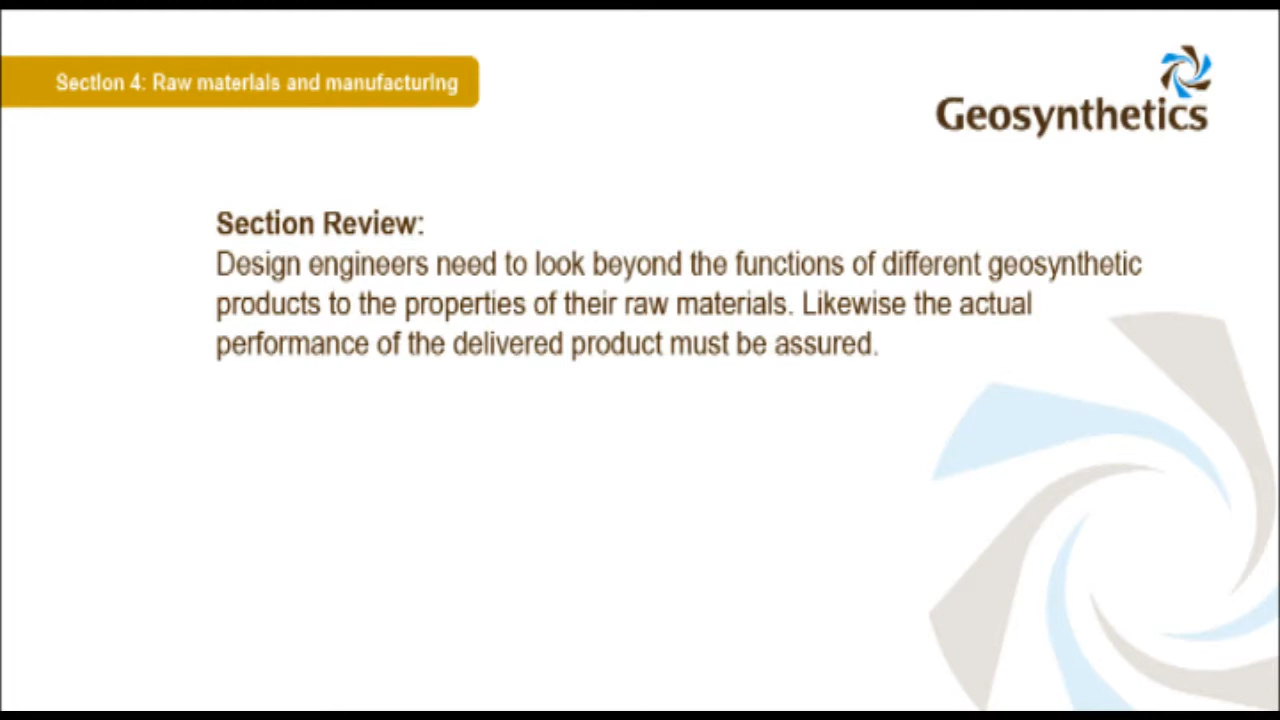 Section 4: Raw materials and manufacturing
Geosynthetics
Section Review:
Design engineers need to look beyond the functions of different geosynthetic
products to the properties of their raw materials. Likewise the actual
performance of the delivered product must be assured.